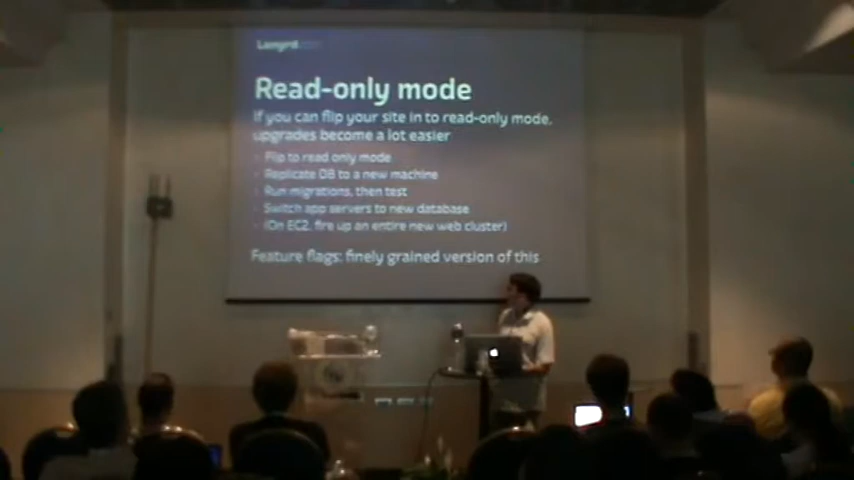 Lanyrd.com
Read-only mode
If you can flip your site in to read-only mode,
upgrades become a lot easier
• Flip to read only mode
• Replicate DB to a new machine
• Run migrations, then test
• Switch app servers to new database
• (On EC2, fire up an entire new web cluster)
Feature flags: finely grained version of this